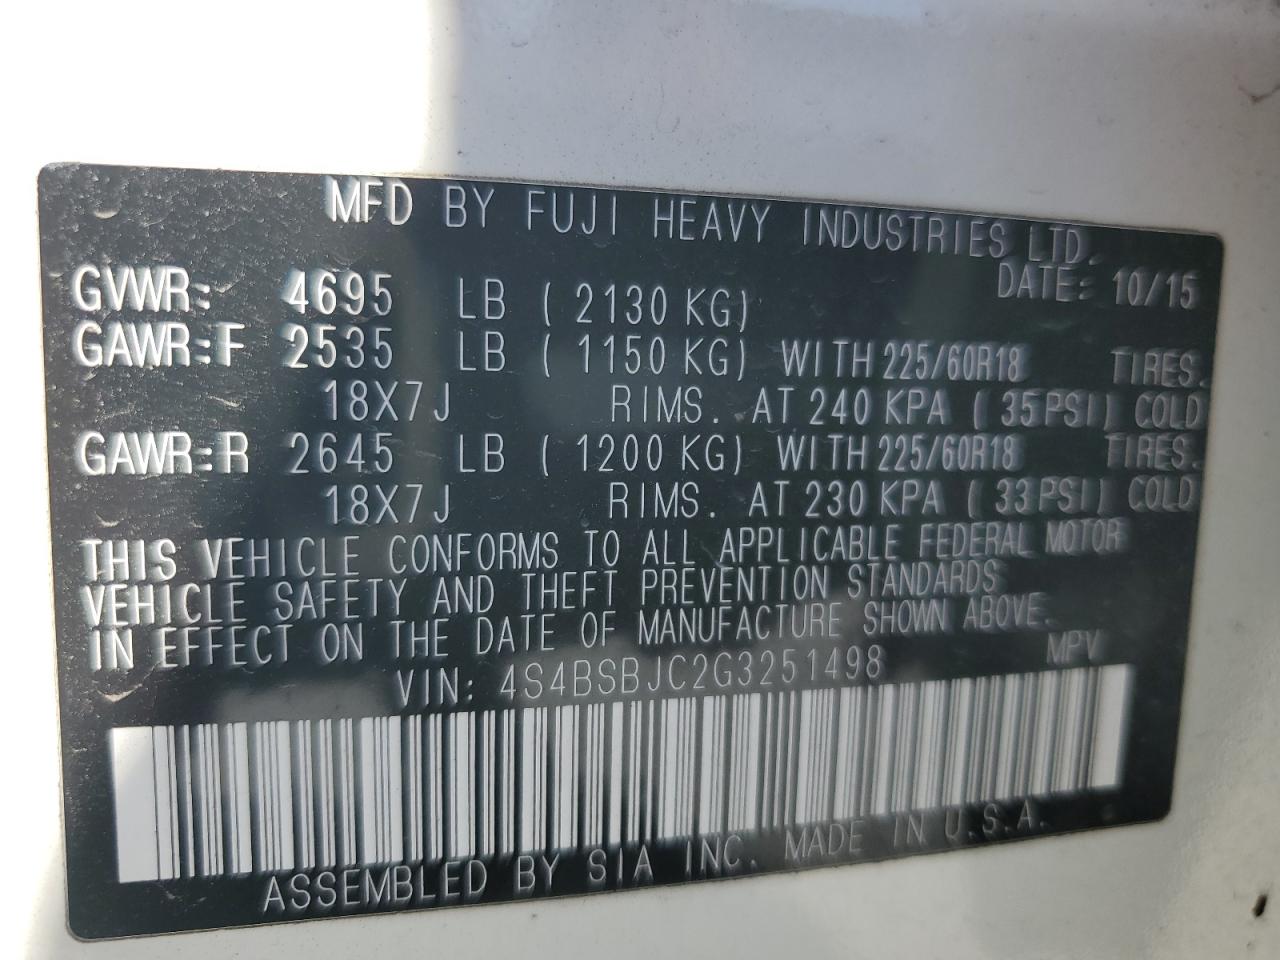 MFD BY FUJI HEAVY INDUSTRIES LTD.
DATE: 10/15
GVWR: 4695 LB ( 2130 KG)
GAWR:F 2535 LB ( 1150 KG) WITH 225/60R18 TIRES.
18X7J RIMS. AT 240 KPA ( 35PSI) COLD
GAWR:R 2645 LB ( 1200 KG) WITH 225/60R18 TIRES.
18X7J RIMS. AT 230 KPA ( 33PSI) COLD
THIS VEHICLE CONFORMS TO ALL APPLICABLE FEDERAL MOTOR
VEHICLE SAFETY AND THEFT PREVENTION STANDARDS
IN EFFECT ON THE DATE OF MANUFACTURE SHOWN ABOVE.
VIN: 4S4BSBJC2G3251498 MPV
ASSEMBLED BY SIA INC. MADE IN U.S.A.